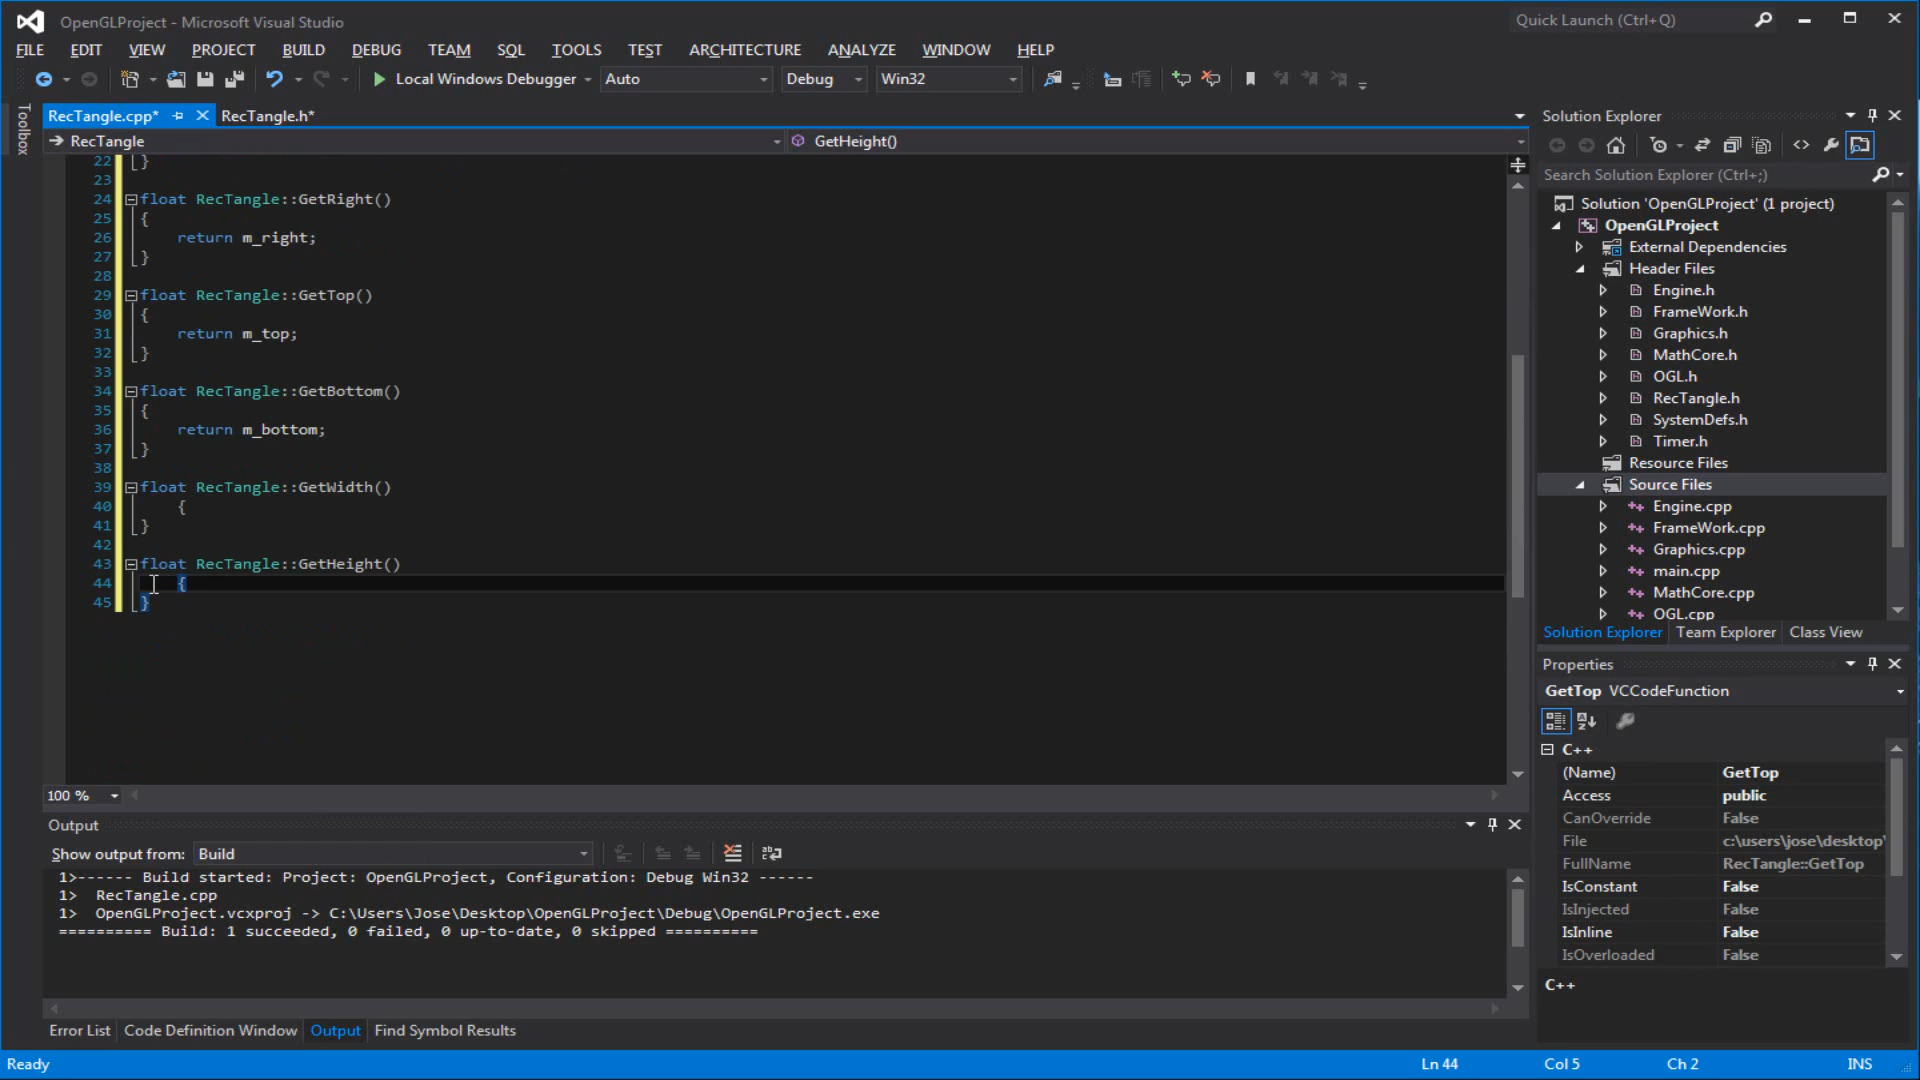 OpenGLProject - Microsoft Visual Studio
Quick Launch (Ctrl+Q)
FILE EDIT VIEW PROJECT BUILD DEBUG TEAM SQL TOOLS TEST ARCHITECTURE ANALYZE WINDOW HELP
Local Windows Debugger Auto Debug Win32
Toolbox
RecTangle.cpp* RecTangle.h*
RecTangle GetHeight()
22 }
23
24 float RecTangle::GetRight()
25 {
26 return m_right;
27 }
28
29 float RecTangle::GetTop()
30 {
31 return m_top;
32 }
33
34 float RecTangle::GetBottom()
35 {
36 return m_bottom;
37 }
38
39 float RecTangle::GetWidth()
40 {
41 }
42
43 float RecTangle::GetHeight()
44 {
45 }
100 %
Output
Show output from: Build
1>------ Build started: Project: OpenGLProject, Configuration: Debug Win32 ------
1> RecTangle.cpp
1> OpenGLProject.vcxproj -> C:\Users\Jose\Desktop\OpenGLProject\Debug\OpenGLProject.exe
========== Build: 1 succeeded, 0 failed, 0 up-to-date, 0 skipped ==========
Error List Code Definition Window Output Find Symbol Results
Solution Explorer
Search Solution Explorer (Ctrl+;)
Solution 'OpenGLProject' (1 project)
OpenGLProject
External Dependencies
Header Files
Engine.h
FrameWork.h
Graphics.h
MathCore.h
OGL.h
RecTangle.h
SystemDefs.h
Timer.h
Resource Files
Source Files
Engine.cpp
FrameWork.cpp
Graphics.cpp
main.cpp
MathCore.cpp
OGL.cpp
Solution Explorer Team Explorer Class View
Properties
GetTop VCCodeFunction
C++
(Name) GetTop
Access public
CanOverride False
File c:\users\jose\desktop\
FullName RecTangle::GetTop
IsConstant False
IsInjected False
IsInline False
IsOverloaded False
C++
Ready Ln 44 Col 5 Ch 2 INS